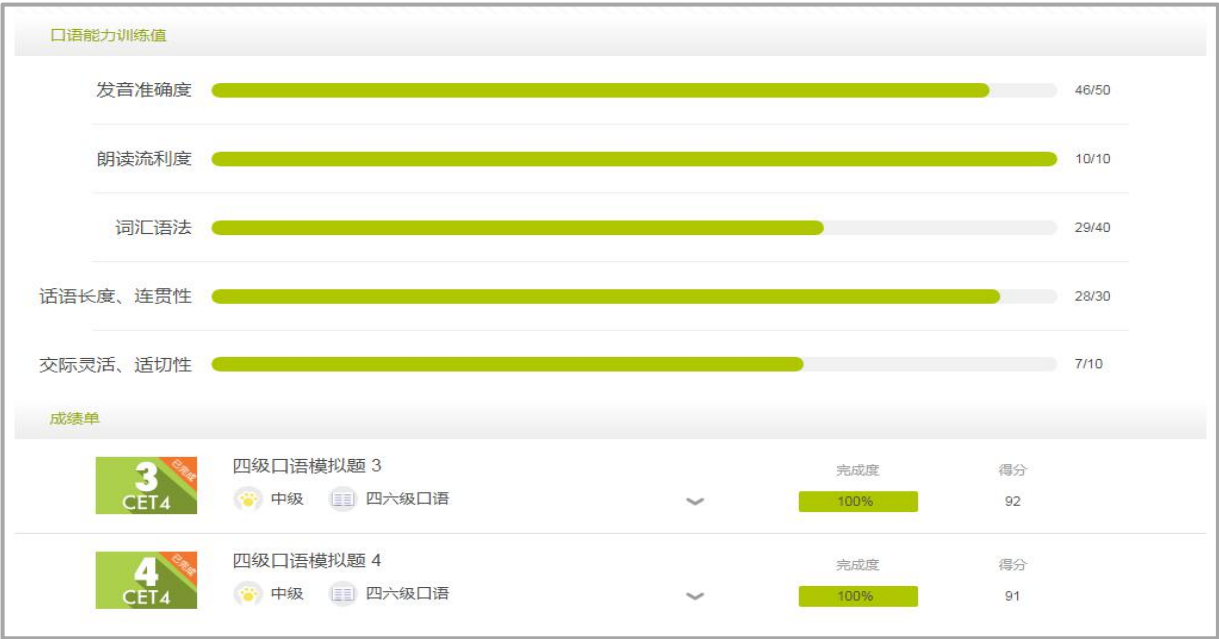 口语能力训练值
发音准确度 46/50
朗读流利度 10/10
词汇语法 29/40
话语长度、连贯性 28/30
交际灵活、适切性 7/10
成绩单
3 CET4 已完成
四级口语模拟题 3
中级 四六级口语
完成度 得分
100% 92
4 CET4 已完成
四级口语模拟题 4
中级 四六级口语
完成度 得分
100% 91